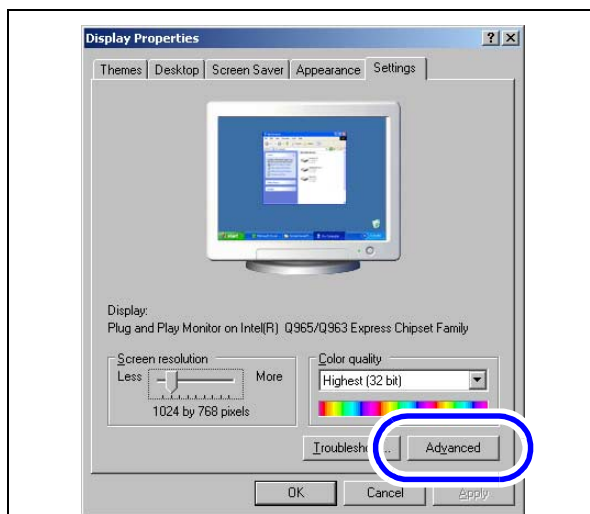 Display Properties
Themes Desktop Screen Saver Appearance Settings
Display:
Plug and Play Monitor on Intel(R) Q965/Q963 Express Chipset Family
Screen resolution
Less More
1024 by 768 pixels
Color quality
Highest (32 bit)
Advanced
OK Cancel Apply